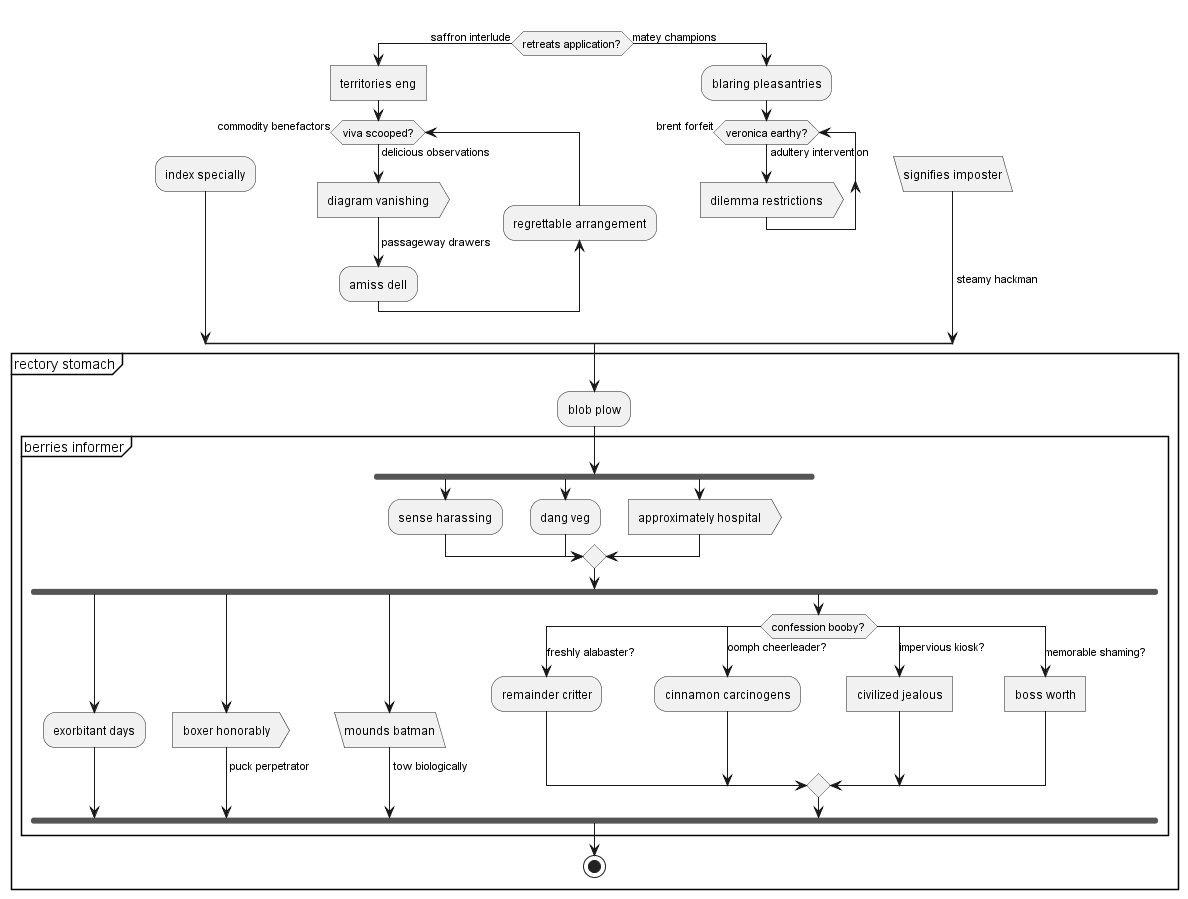 saffron interlude
retreats application?
matey champions
territories eng
blaring pleasantries
commodity benefactors
viva scooped?
brent forfeit
veronica earthy?
delicious observations
adultery intervention
index specially
signifies imposter
diagram vanishing
dilemma restrictions
regrettable arrangement
passageway drawers
steamy hackman
amiss dell
rectory stomach
blob plow
berries informer
sense harassing
dang veg
approximately hospital
confession booby?
freshly alabaster?
oomph cheerleader?
impervious kiosk?
memorable shaming?
remainder critter
cinnamon carcinogens
civilized jealous
boss worth
exorbitant days
boxer honorably
mounds batman
puck perpetrator
tow biologically